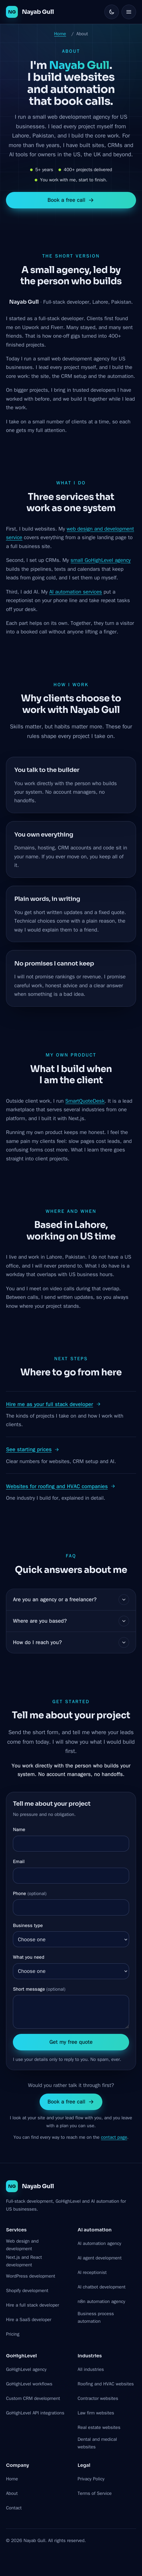 NG Nayab Gull
Home / About
ABOUT
I'm Nayab Gull.
I build websites
and automation
that book calls.
I run a small web development agency for US
businesses. I lead every project myself from
Lahore, Pakistan, and you get me on every call. For
more than five years, I have built sites, CRMs and
AI tools for owners in the US, the UK and beyond.
5+ years
400+ projects delivered
You work with me, start to finish.
Book a free call →
THE SHORT VERSION
A small agency, led by
the person who builds
Nayab Gull Full-stack developer, Lahore, Pakistan.
I started as a full-stack developer. Clients first found
me on Upwork and Fiverr. Many stayed, and many sent
friends. That is how one-off gigs turned into 400+
finished projects.
Today I run a small web development agency for US
businesses. I lead every project myself, and I build the
core work: the site, the CRM setup and the automation.
On bigger projects, I bring in trusted developers I have
worked with before, and we build it together while I lead
the work.
I take on a small number of clients at a time, so each
one gets my full attention.
WHAT I DO
Three services that
work as one system
First, I build websites. My web design and development
service covers everything from a single landing page to
a full business site.
Second, I set up CRMs. My small GoHighLevel agency
builds the pipelines, texts and calendars that keep
leads from going cold, and I set them up myself.
Third, I add AI. My AI automation services put a
receptionist on your phone line and take repeat tasks
off your desk.
Each part helps on its own. Together, they turn a visitor
into a booked call without anyone lifting a finger.
HOW I WORK
Why clients choose to
work with Nayab Gull
Skills matter, but habits matter more. These four
rules shape every project I take on.
You talk to the builder
You work directly with the person who builds
your system. No account managers, no
handoffs.
You own everything
Domains, hosting, CRM accounts and code sit in
your name. If you ever move on, you keep all of
it.
Plain words, in writing
You get short written updates and a fixed quote.
Technical choices come with a plain reason, the
way I would explain them to a friend.
No promises I cannot keep
I will not promise rankings or revenue. I promise
careful work, honest advice and a clear answer
when something is a bad idea.
MY OWN PRODUCT
What I build when
I am the client
Outside client work, I run SmartQuoteDesk. It is a lead
marketplace that serves several industries from one
platform, and I built it with Next.js.
Running my own product keeps me honest. I feel the
same pain my clients feel: slow pages cost leads, and
confusing forms cost more. What I learn there goes
straight into client projects.
WHERE AND WHEN
Based in Lahore,
working on US time
I live and work in Lahore, Pakistan. I do not have a US
office, and I will never pretend to. What I do have is a
workday that overlaps with US business hours.
You and I meet on video calls during that overlap.
Between calls, I send written updates, so you always
know where your project stands.
NEXT STEPS
Where to go from here
Hire me as your full stack developer →
The kinds of projects I take on and how I work with
clients.
See starting prices →
Clear numbers for websites, CRM setup and AI.
Websites for roofing and HVAC companies →
One industry I build for, explained in detail.
FAQ
Quick answers about me
Are you an agency or a freelancer?
Where are you based?
How do I reach you?
GET STARTED
Tell me about your project
Send the short form, and tell me where your leads
come from today. I will show you what I would build
first.
You work directly with the person who builds your
system. No account managers, no handoffs.
Tell me about your project
No pressure and no obligation.
Name
Email
Phone (optional)
Business type
Choose one
What you need
Choose one
Short message (optional)
Get my free quote
I use your details only to reply to you. No spam, ever.
Would you rather talk it through first?
Book a free call →
I look at your site and your lead flow with you, and you leave
with a plan you can use.
You can find every way to reach me on the contact page.
NG Nayab Gull
Full stack development, GoHighLevel and AI automation for
US businesses.
Services
Web design and
development
Next.js and React
development
WordPress development
Shopify development
Hire a full stack developer
Hire a SaaS developer
Pricing
AI automation
AI automation agency
AI agent development
AI receptionist
AI chatbot development
n8n automation agency
Business process
automation
GoHighLevel
GoHighLevel agency
GoHighLevel workflows
Custom CRM development
GoHighLevel API integrations
Industries
All industries
Roofing and HVAC websites
Contractor websites
Law firm websites
Real estate websites
Dental and medical
websites
Company
Home
About
Contact
Legal
Privacy Policy
Terms of Service
© 2026 Nayab Gull. All rights reserved.